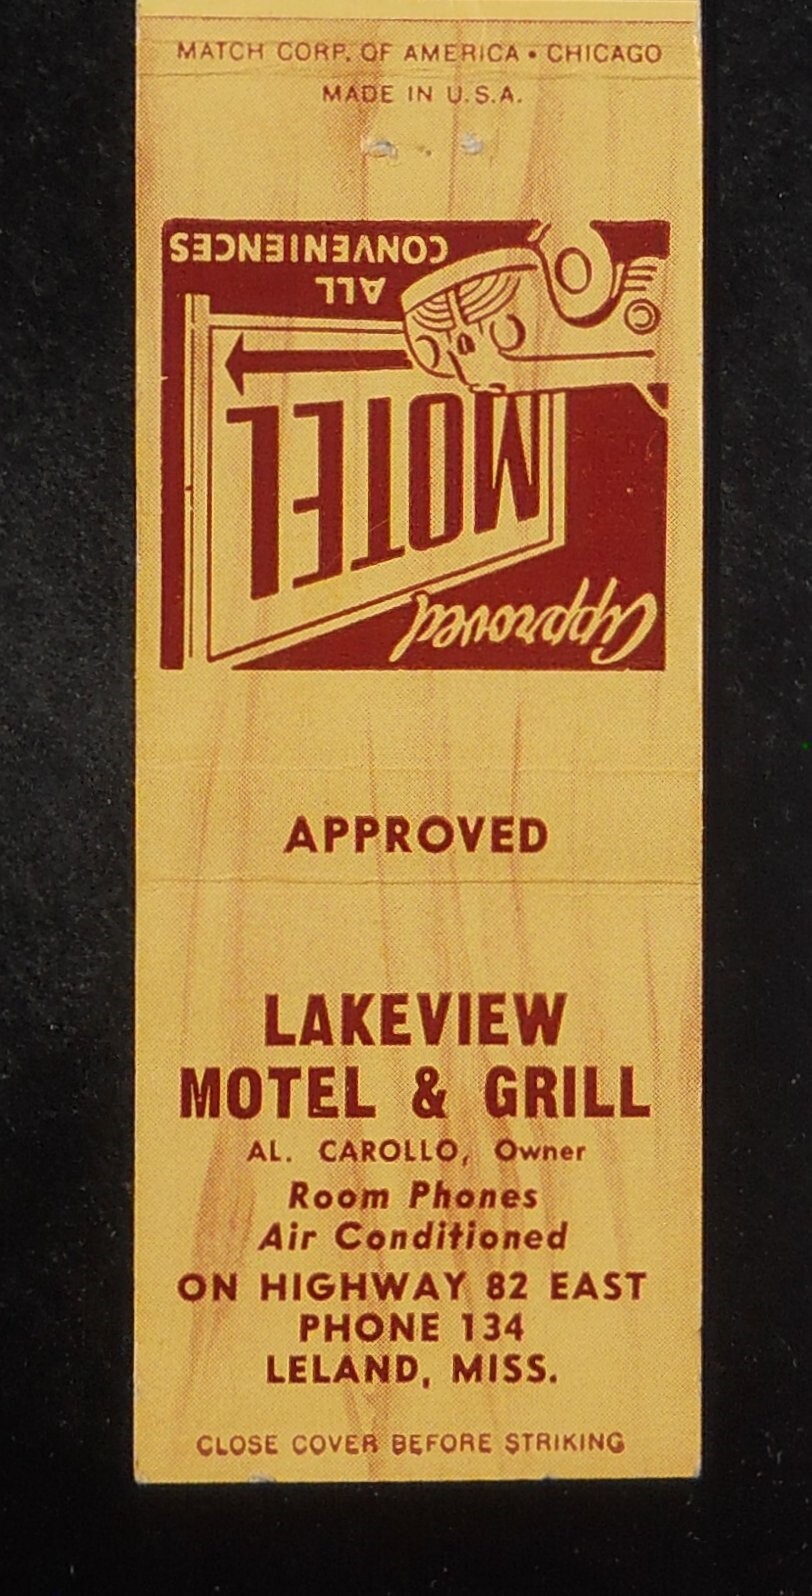 MATCH CORP. OF AMERICA • CHICAGO
MADE IN U.S.A.
Approved
MOTEL
ALL
CONVENIENCES
APPROVED
LAKEVIEW
MOTEL & GRILL
AL. CAROLLO, Owner
Room Phones
Air Conditioned
ON HIGHWAY 82 EAST
PHONE 134
LELAND, MISS.
CLOSE COVER BEFORE STRIKING